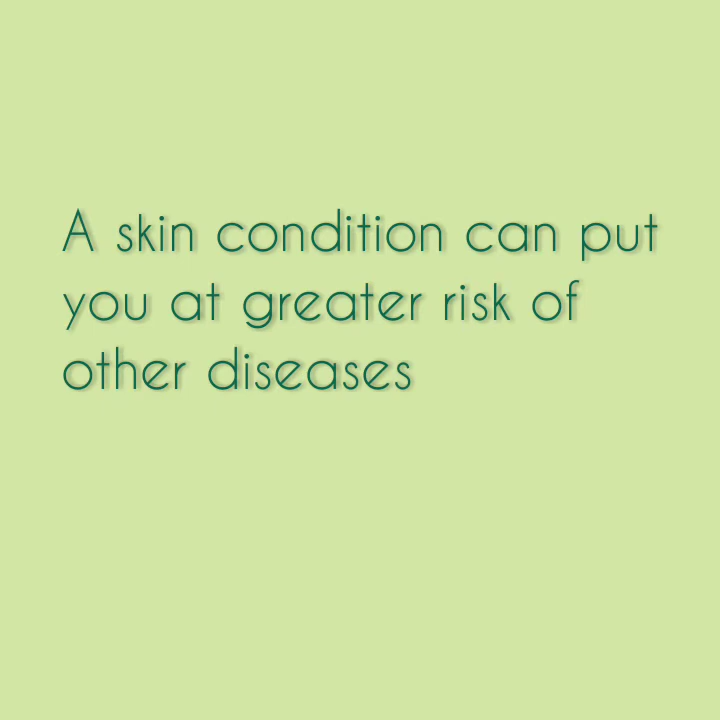 A skin condition can put
you at greater risk of
other diseases